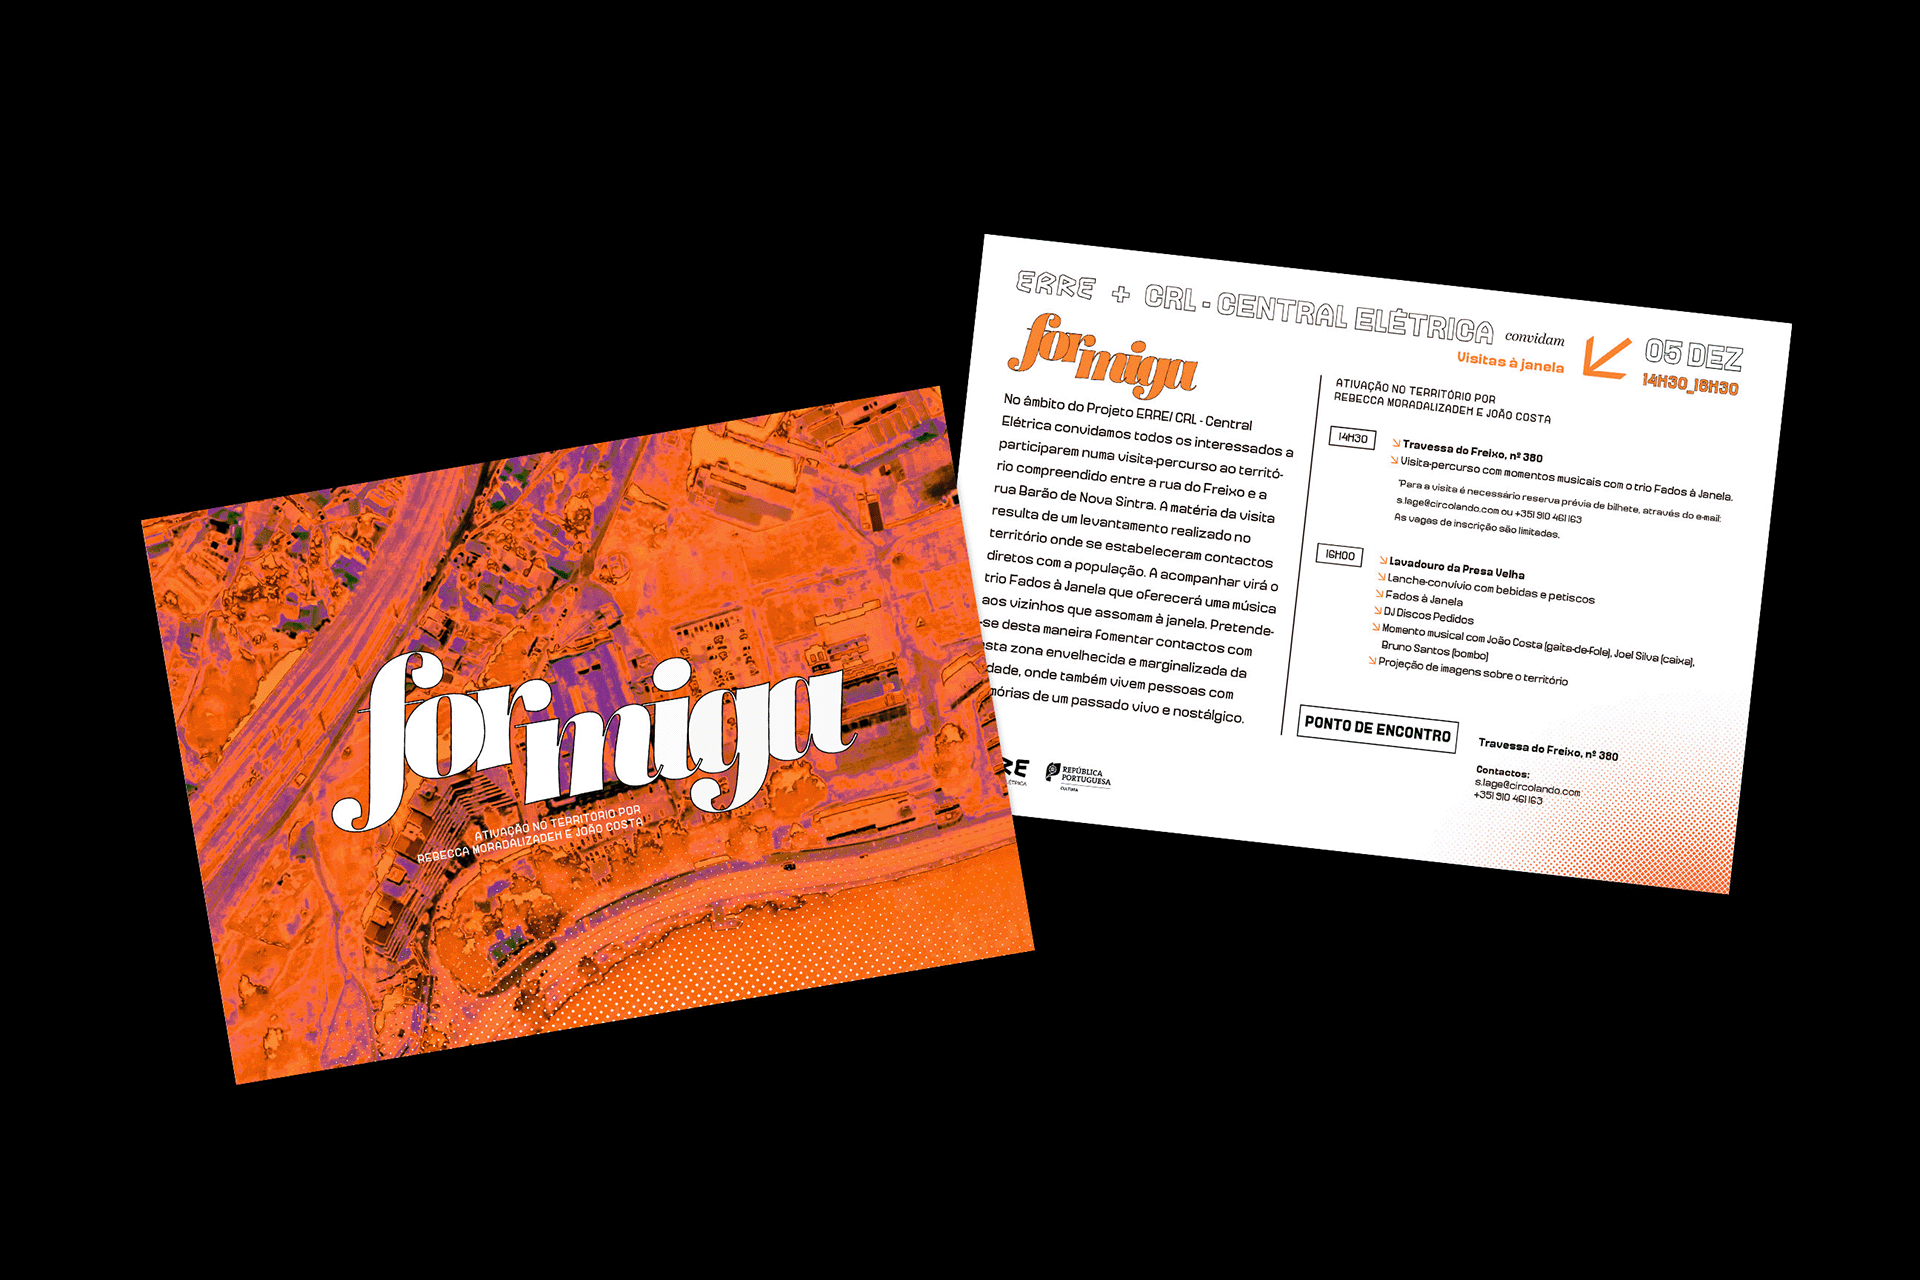 formiga
ATIVAÇÃO NO TERRITÓRIO POR
REBECCA MORADALIZADEH E JOÃO COSTA
ERRE + CRL - CENTRAL ELÉTRICA convidam
Visitas à janela
05 DEZ
14H30_18H30
formiga
No âmbito do Projeto ERRE/ CRL - Central
Elétrica convidamos todos os interessados a
participarem numa visita-percurso ao territó-
rio compreendido entre a rua do Freixo e a
rua Barão de Nova Sintra. A matéria da visita
resulta de um levantamento realizado no
território onde se estabeleceram contactos
diretos com a população. A acompanhar virá o
trio Fados à Janela que oferecerá uma música
aos vizinhos que assomam à janela. Pretende-
-se desta maneira fomentar contactos com
esta zona envelhecida e marginalizada da
dade, onde também vivem pessoas com
mórias de um passado vivo e nostálgico.
RE
REPÚBLICA
PORTUGUESA
CULTURA
ATIVAÇÃO NO TERRITÓRIO POR
REBECCA MORADALIZADEH E JOÃO COSTA
14H30
Travessa do Freixo, nº 380
Visita-percurso com momentos musicais com o trio Fados à Janela.
*Para a visita é necessário reserva prévia de bilhete, através do e-mail:
s.lage@circolando.com ou +351 910 461 163
As vagas de inscrição são limitadas.
16H00
Lavadouro da Presa Velha
Lanche-convívio com bebidas e petiscos
Fados à Janela
DJ Discos Pedidos
Momento musical com João Costa (gaita-de-fole), Joel Silva (caixa),
Bruno Santos (bombo)
Projeção de imagens sobre o território
PONTO DE ENCONTRO
Travessa do Freixo, nº 380
Contactos:
s.lage@circolando.com
+351 910 461 163